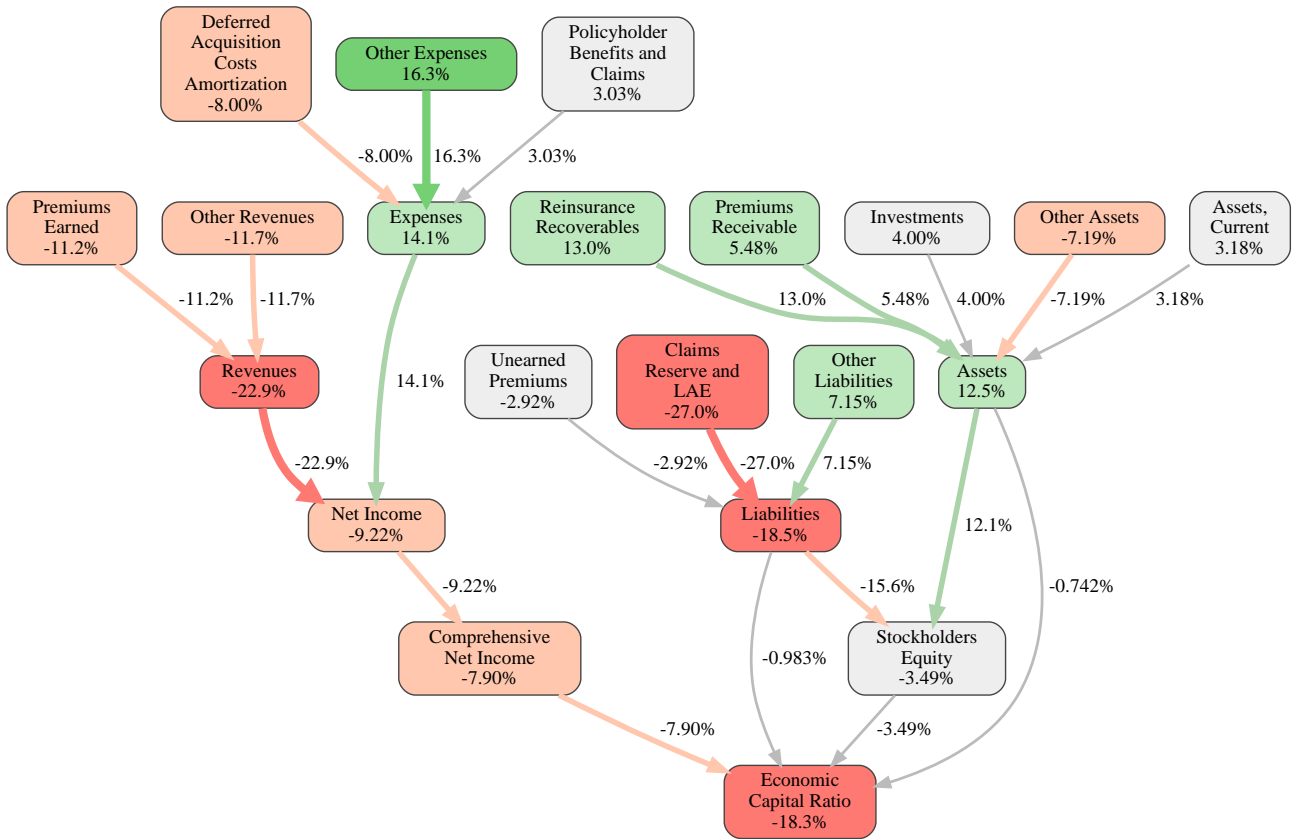 Deferred
Acquisition
Costs
Amortization
-8.00%
Other Expenses
16.3%
Policyholder
Benefits and
Claims
3.03%
-8.00%
16.3%
3.03%
Premiums
Earned
-11.2%
Other Revenues
-11.7%
Expenses
14.1%
Reinsurance
Recoverables
13.0%
Premiums
Receivable
5.48%
Investments
4.00%
Other Assets
-7.19%
Assets,
Current
3.18%
-11.2%
-11.7%
13.0%
5.48%
4.00%
-7.19%
3.18%
Revenues
-22.9%
14.1%
Unearned
Premiums
-2.92%
Claims
Reserve and
LAE
-27.0%
Other
Liabilities
7.15%
Assets
12.5%
-22.9%
-2.92%
-27.0%
7.15%
Net Income
-9.22%
Liabilities
-18.5%
12.1%
-9.22%
-15.6%
-0.742%
Comprehensive
Net Income
-7.90%
-0.983%
Stockholders
Equity
-3.49%
-7.90%
-3.49%
Economic
Capital Ratio
-18.3%